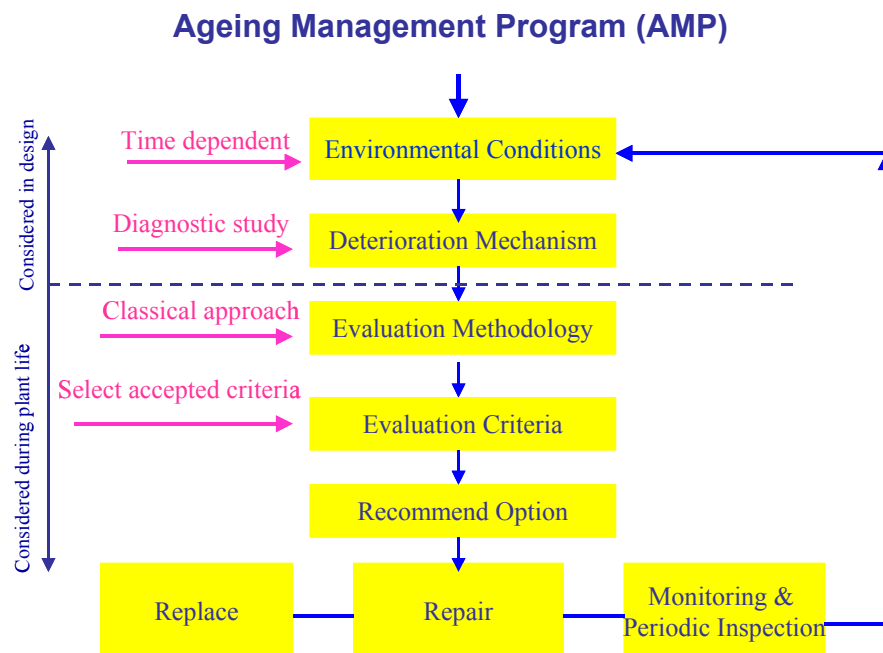 Ageing Management Program (AMP)
Considered in design
Time dependent
Environmental Conditions
Diagnostic study
Deterioration Mechanism
Considered during plant life
Classical approach
Evaluation Methodology
Select accepted criteria
Evaluation Criteria
Recommend Option
Replace
Repair
Monitoring &
Periodic Inspection